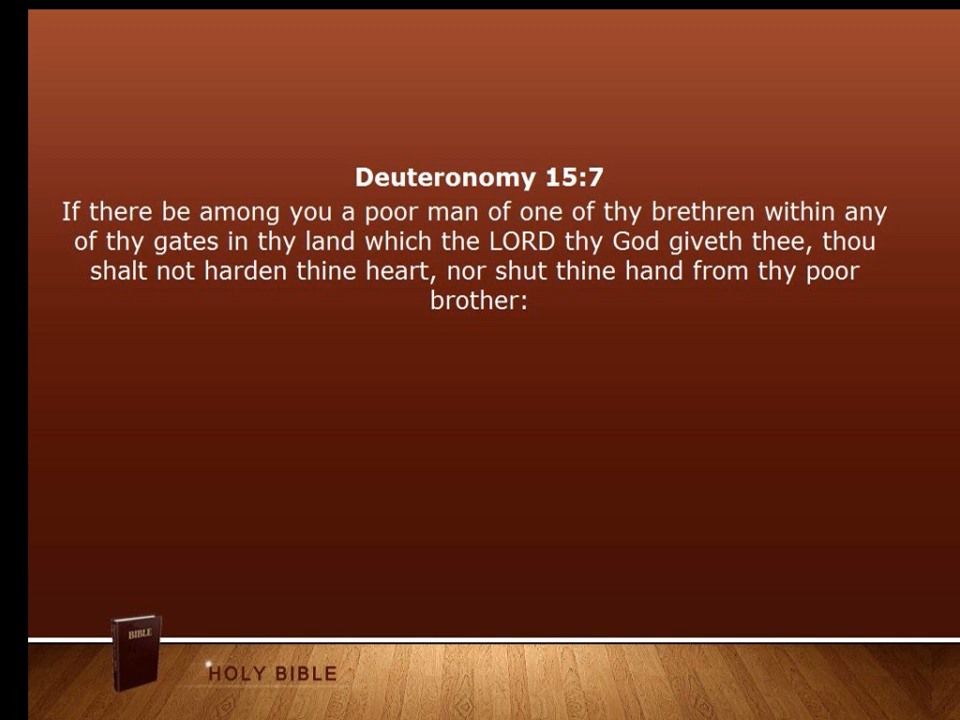 Deuteronomy 15:7
If there be among you a poor man of one of thy brethren within any
of thy gates in thy land which the LORD thy God giveth thee, thou
shalt not harden thine heart, nor shut thine hand from thy poor
brother:
BIBLE
HOLY BIBLE